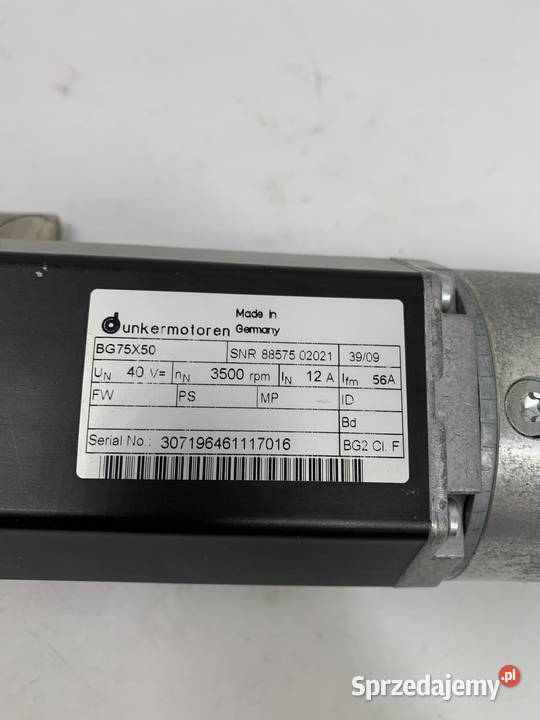 dunkermotoren Made in Germany
BG75X50 SNR 88575 02021 39/09
UN 40 V= nN 3500 rpm IN 12 A Ifm 56A
FW PS MP ID
Bd
Serial No.: 307196461117016 BG2 Cl. F
Sprzedajemy.pl